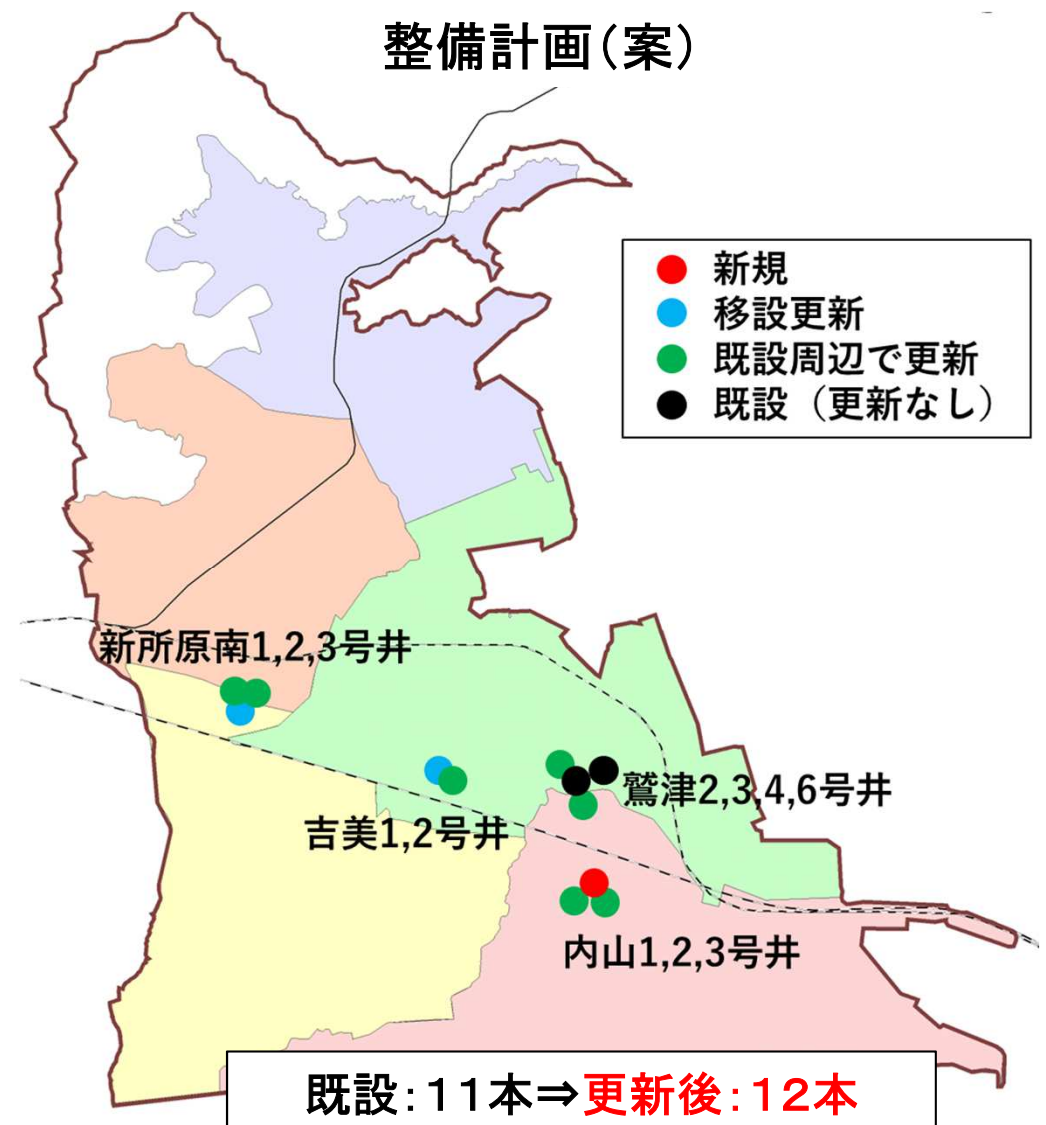 整備計画(案)
新規
移設更新
既設周辺で更新
既設（更新なし）
新所原南1,2,3号井
鷲津2,3,4,6号井
吉美1,2号井
内山1,2,3号井
既設：１１本⇒更新後：１２本